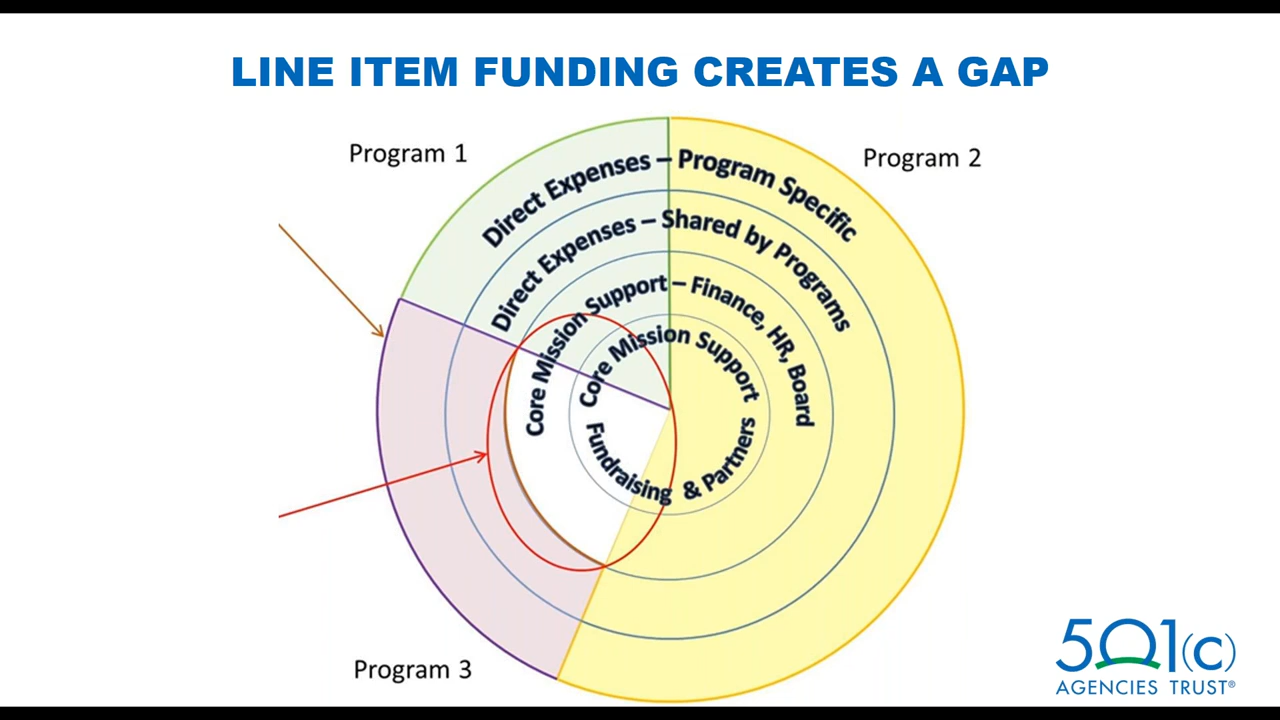 LINE ITEM FUNDING CREATES A GAP
Program 1
Program 2
Direct Expenses – Program Specific
Direct Expenses – Shared by Programs
Core Mission Support – Finance, HR, Board
Core Mission Support
Fundraising & Partners
Program 3
501(c)
AGENCIES TRUST®